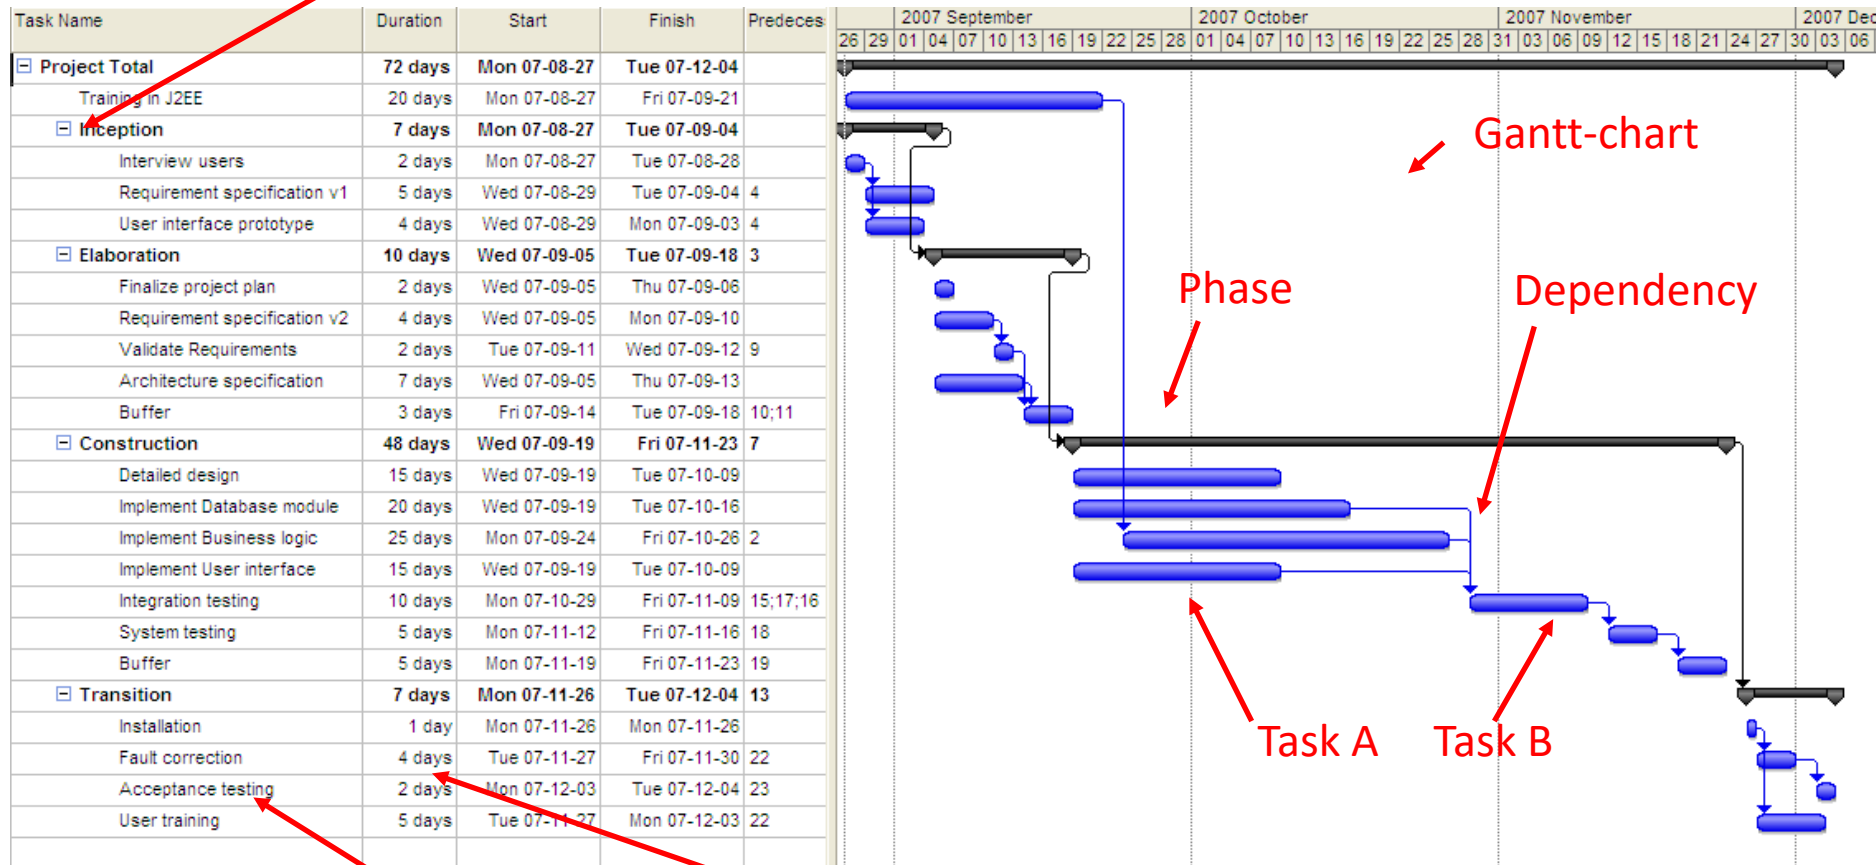 Task Name Duration Start Finish Predeces 2007 September 2007 October 2007 November 2007 Dec
26 29 01 04 07 10 13 16 19 22 25 28 01 04 07 10 13 16 19 22 25 28 31 03 06 09 12 15 18 21 24 27 30 03 06
Project Total 72 days Mon 07-08-27 Tue 07-12-04
Training in J2EE 20 days Mon 07-08-27 Fri 07-09-21
Inception 7 days Mon 07-08-27 Tue 07-09-04
Gantt-chart
Interview users 2 days Mon 07-08-27 Tue 07-08-28
Requirement specification v1 5 days Wed 07-08-29 Tue 07-09-04 4
User interface prototype 4 days Wed 07-08-29 Mon 07-09-03 4
Elaboration 10 days Wed 07-09-05 Tue 07-09-18 3
Finalize project plan 2 days Wed 07-09-05 Thu 07-09-06
Phase Dependency
Requirement specification v2 4 days Wed 07-09-05 Mon 07-09-10
Validate Requirements 2 days Tue 07-09-11 Wed 07-09-12 9
Architecture specification 7 days Wed 07-09-05 Thu 07-09-13
Buffer 3 days Fri 07-09-14 Tue 07-09-18 10;11
Construction 48 days Wed 07-09-19 Fri 07-11-23 7
Detailed design 15 days Wed 07-09-19 Tue 07-10-09
Implement Database module 20 days Wed 07-09-19 Tue 07-10-16
Implement Business logic 25 days Mon 07-09-24 Fri 07-10-26 2
Implement User interface 15 days Wed 07-09-19 Tue 07-10-09
Integration testing 10 days Mon 07-10-29 Fri 07-11-09 15;17;16
System testing 5 days Mon 07-11-12 Fri 07-11-16 18
Buffer 5 days Mon 07-11-19 Fri 07-11-23 19
Transition 7 days Mon 07-11-26 Tue 07-12-04 13
Installation 1 day Mon 07-11-26 Mon 07-11-26
Task A Task B
Fault correction 4 days Tue 07-11-27 Fri 07-11-30 22
Acceptance testing 2 days Mon 07-12-03 Tue 07-12-04 23
User training 5 days Tue 07-11-27 Mon 07-12-03 22